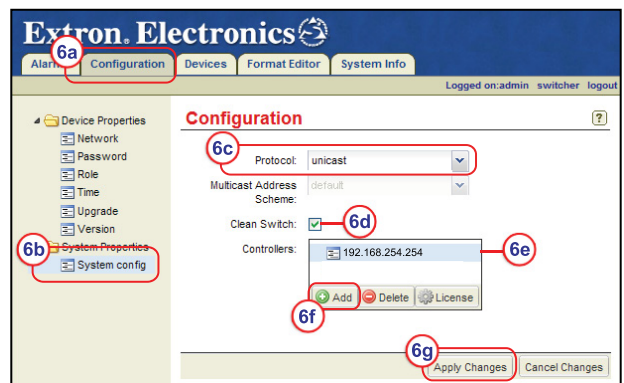 Extron. Electronics
6a
Alar
Configuration
Devices
Format Editor
System Info
Logged on:admin switcher logout
Device Properties
Network
Password
Role
Time
Upgrade
Version
6b
System Properties
System config
Configuration
?
6c
Protocol: unicast
Multicast Address Scheme: default
Clean Switch:
6d
Controllers:
192.168.254.254
6e
Add
Delete
License
6f
6g
Apply Changes
Cancel Changes